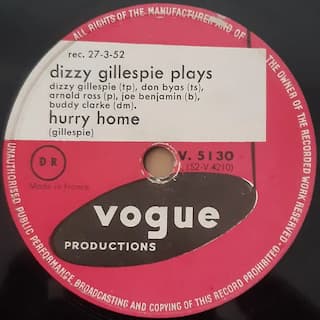 ALL RIGHTS OF THE MANUFACTURER AND OF THE OWNER OF THE RECORDED WORK RESERVED-
UNAUTHORISED PUBLIC PERFORMANCE, BROADCASTING AND COPYING OF THIS RECORD PROHIBITED-
rec. 27-3-52
dizzy gillespie plays
dizzy gillespie (tp), don byas (ts),
arnold ross (p), joe benjamin (b),
buddy clarke (dm).
hurry home
(gillespie)
DR
V. 5130
(52-V-4210)
Made in France
vogue
PRODUCTIONS